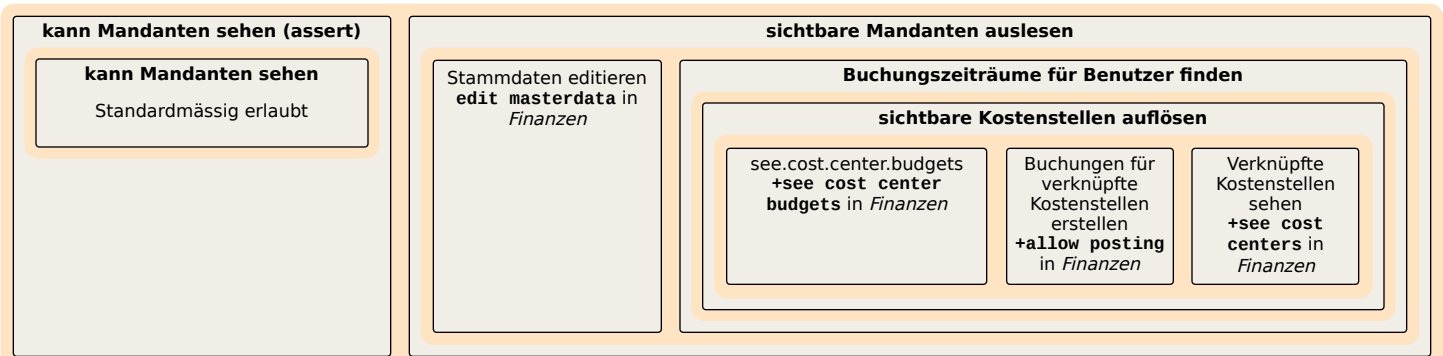 kann Mandanten sehen (assert)
kann Mandanten sehen
Standardmässig erlaubt
sichtbare Mandanten auslesen
Stammdaten editieren
edit masterdata in
Finanzen
Buchungszeiträume für Benutzer finden
sichtbare Kostenstellen auflösen
see.cost.center.budgets
+see cost center
budgets in Finanzen
Buchungen für
verknüpfte
Kostenstellen
erstellen
+allow posting
in Finanzen
Verknüpfte
Kostenstellen
sehen
+see cost
centers in
Finanzen